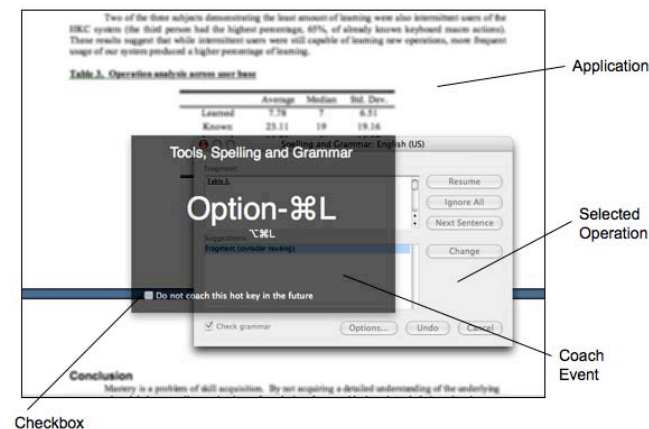 Two of the three subjects demonstrating the least amount of learning were also intermittent users of the
HKC system (the third person had the highest percentage, 65%, of already known keyboard macro actions).
These results suggest that while intermittent users were still capable of learning new operations, more frequent
usage of our system produced a higher percentage of learning.
Table 3. Operation analysis across user base
Average Median Std. Dev.
Learned 7.78 7 6.51
Known 23.11 19 19.16
Spelling and Grammar: English (US)
Tools, Spelling and Grammar
Fragment:
Table 3.
Resume
Ignore All
Next Sentence
Option-⌘L
⌥⌘L
Suggestions:
Fragment (consider revising)
Change
Do not coach this hot key in the future
Check grammar
Options...
Undo
Cancel
Conclusion
Mastery is a problem of skill acquisition. By not acquiring a detailed understanding of the underlying
Application
Selected
Operation
Coach
Event
Checkbox